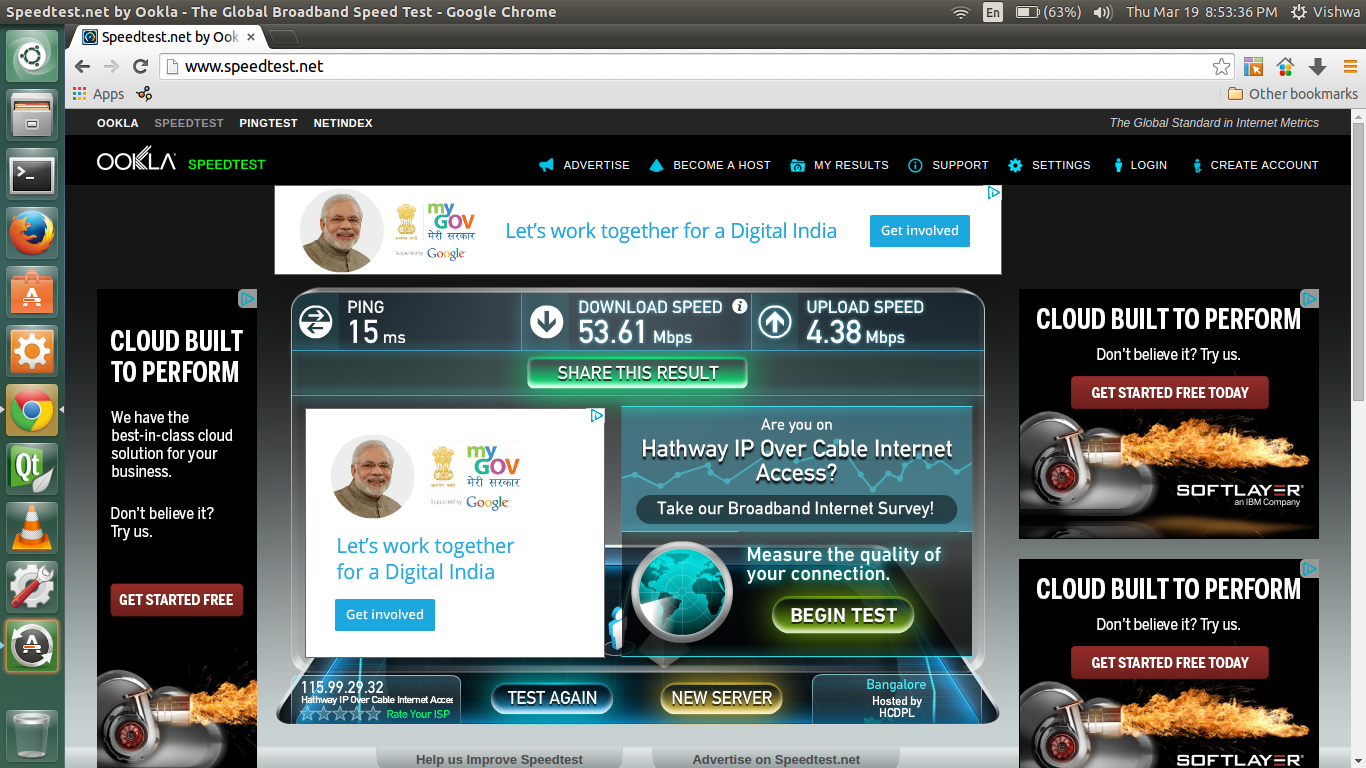 Speedtest.net by Ookla - The Global Broadband Speed Test - Google Chrome
En
(63%)
Thu Mar 19 8:53:36 PM
Vishwa
Speedtest.net by Ook
www.speedtest.net
Apps
Other bookmarks
OOKLA SPEEDTEST PINGTEST NETINDEX
The Global Standard in Internet Metrics
OOKLA SPEEDTEST
ADVERTISE BECOME A HOST MY RESULTS SUPPORT SETTINGS LOGIN CREATE ACCOUNT
my
GOV
मेरी सरकार
Supported by Google
Let's work together for a Digital India
Get involved
CLOUD BUILT
TO PERFORM
We have the
best-in-class cloud
solution for your
business.
Don't believe it?
Try us.
GET STARTED FREE
PING
15 ms
DOWNLOAD SPEED
53.61 Mbps
UPLOAD SPEED
4.38 Mbps
SHARE THIS RESULT
my
GOV
मेरी सरकार
Supported by Google
Let's work together
for a Digital India
Get involved
Are you on
Hathway IP Over Cable Internet
Access?
Take our Broadband Internet Survey!
Measure the quality of
your connection.
BEGIN TEST
115.99.29.32
Hathway IP Over Cable Internet Acces
Rate Your ISP
TEST AGAIN
NEW SERVER
Bangalore
Hosted by
HCDPL
CLOUD BUILT TO PERFORM
Don't believe it? Try us.
GET STARTED FREE TODAY
SOFTLAYER®
an IBM Company
CLOUD BUILT TO PERFORM
Don't believe it? Try us.
GET STARTED FREE TODAY
SOFTLAYER®
Help us Improve Speedtest
Advertise on Speedtest.net